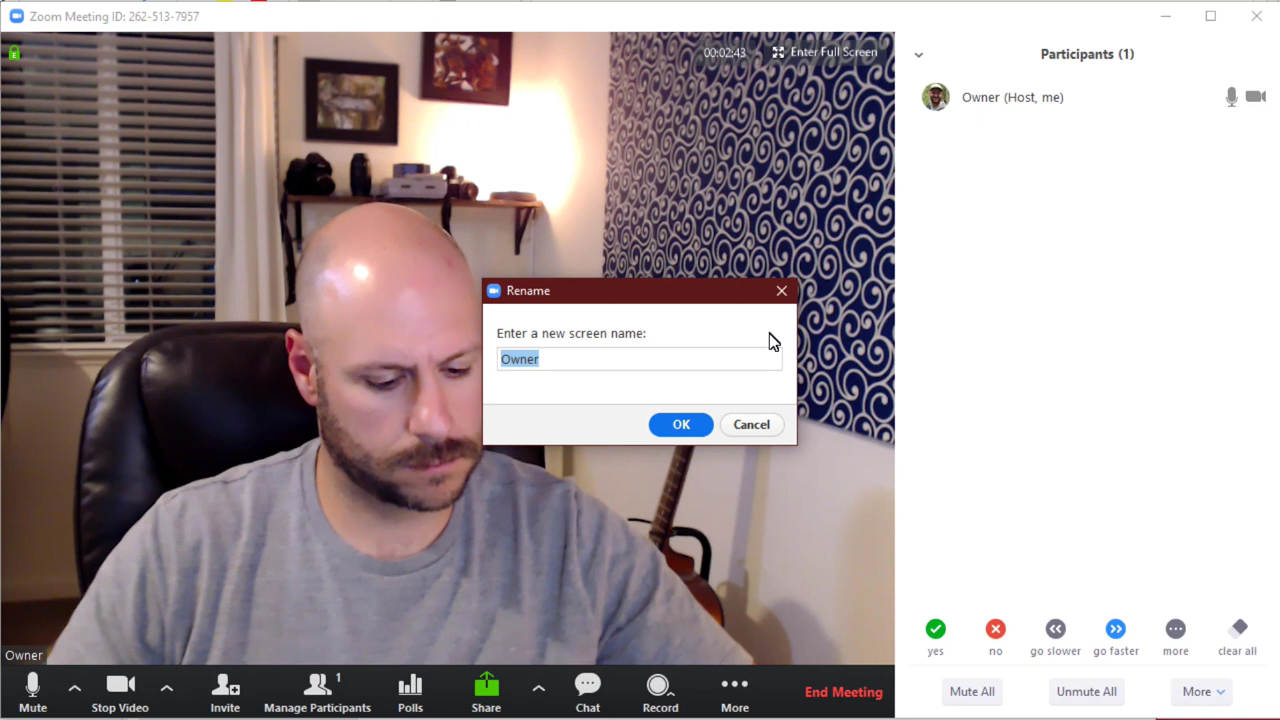 Zoom Meeting ID: 262-513-7957
00:02:43 Enter Full Screen
Participants (1)
Owner (Host, me)
Rename
Enter a new screen name:
Owner
OK Cancel
Owner
yes no go slower go faster more clear all
Mute Stop Video Invite Manage Participants 1 Polls Share Chat Record More End Meeting
Mute All Unmute All More